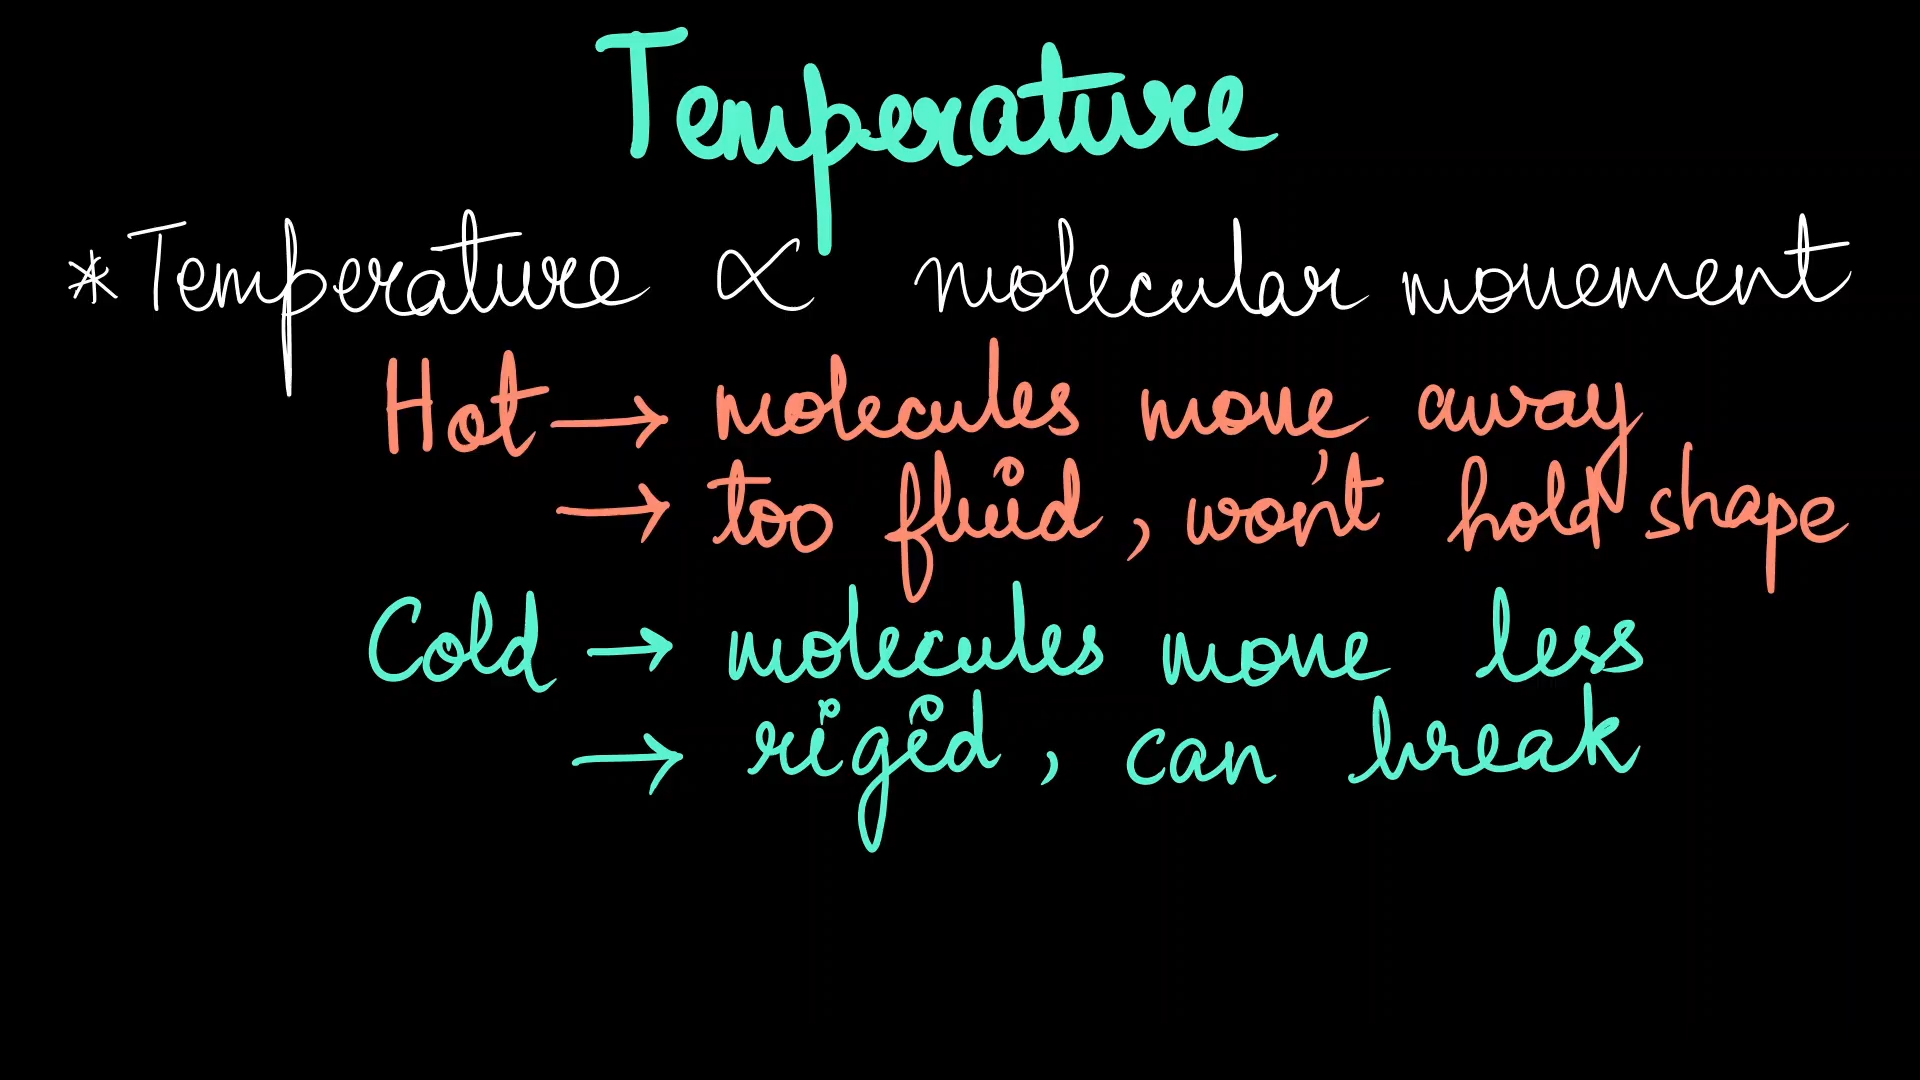 Temperature
*Temperature ∝ molecular movement
Hot → molecules move away
→ too fluid, won't hold shape
Cold → molecules move less
→ rigid, can break